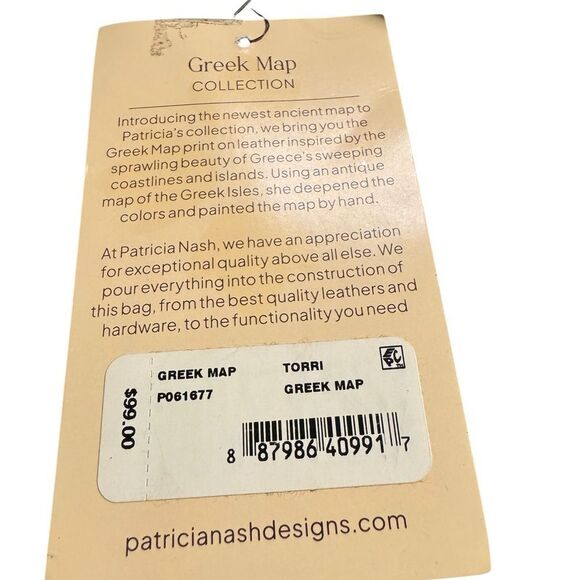 Greek Map
COLLECTION
Introducing the newest ancient map to
Patricia's collection, we bring you the
Greek Map print on leather inspired by the
sprawling beauty of Greece's sweeping
coastlines and islands. Using an antique
map of the Greek Isles, she deepened the
colors and painted the map by hand.
At Patricia Nash, we have an appreciation
for exceptional quality above all else. We
pour everything into the construction of
this bag, from the best quality leathers and
hardware, to the functionality you need
$99.00
GREEK MAP TORRI
P061677 GREEK MAP
8 87986 40991 7
patricianashdesigns.com